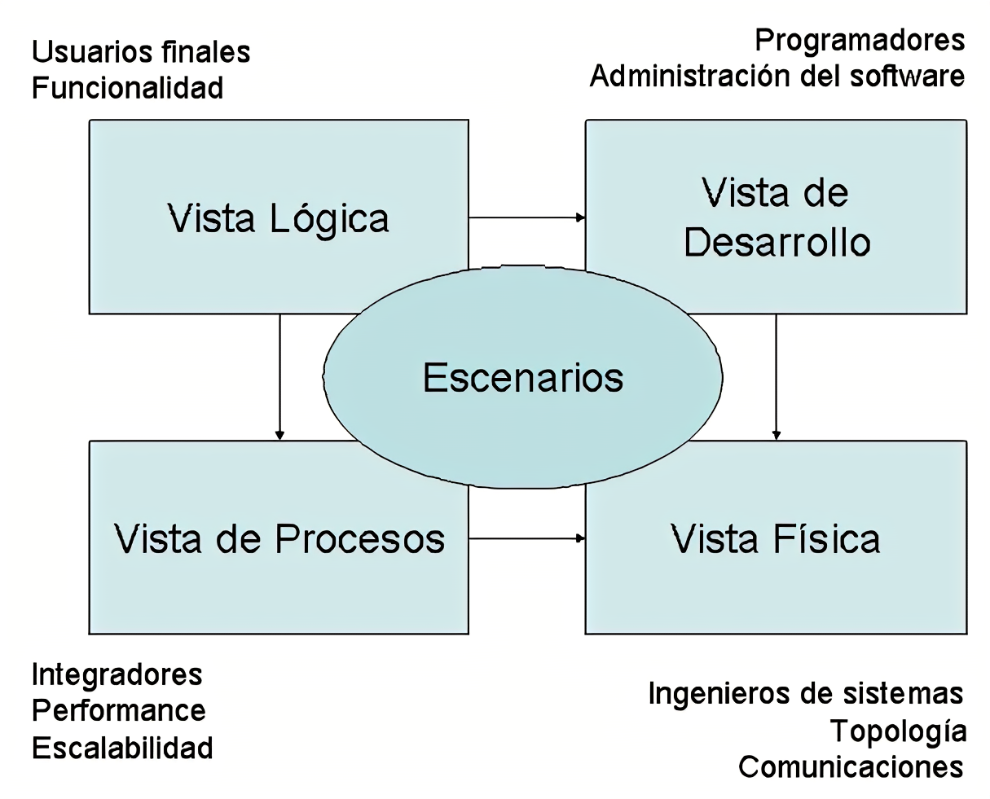 Usuarios finales
Funcionalidad
Programadores
Administración del software
Vista Lógica
Vista de
Desarrollo
Escenarios
Vista de Procesos
Vista Física
Integradores
Performance
Escalabilidad
Ingenieros de sistemas
Topología
Comunicaciones